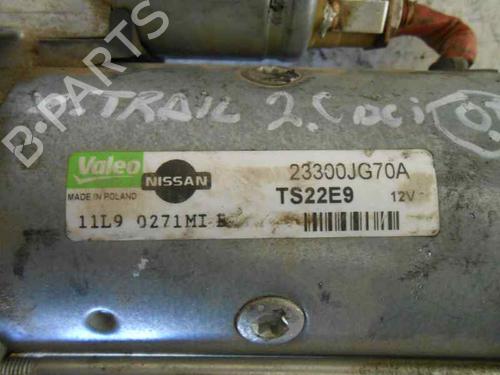 X-TRAIL 2.0 DCi
Valeo
NISSAN
23300JG70A
MADE IN POLAND
TS22E9 12V
11L9 0271MI
B-PARTS